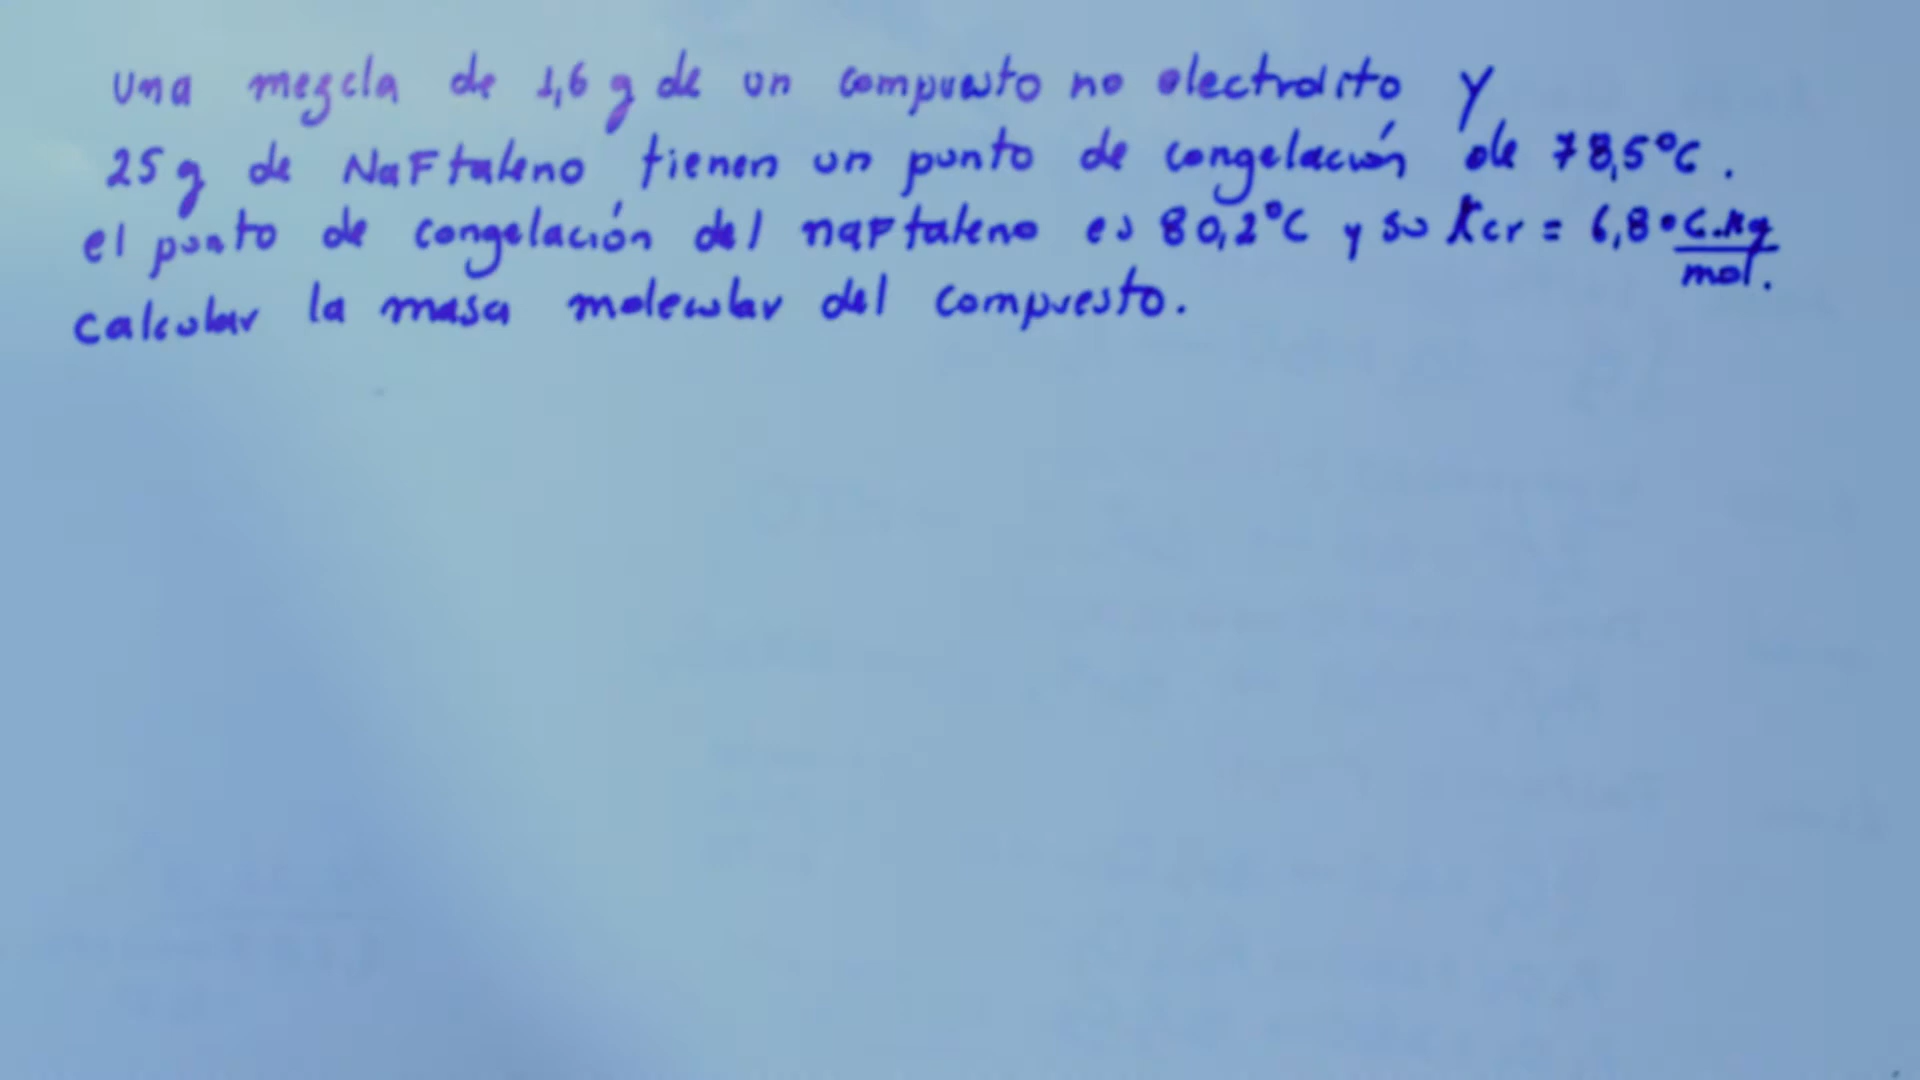 Una mezcla de 1,6 g de un compuesto no electrolito y
25 g de NaFtaleno tienen un punto de congelación de 78,5°C.
el punto de congelación del naftaleno es 80,2°C y su Kcr = 6,8 °C.Kg/mol.
calcular la masa molecular del compuesto.